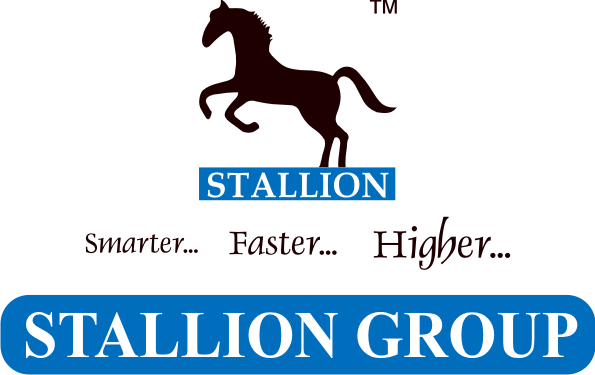 TM
STALLION
Smarter... Faster... Higher...
STALLION GROUP